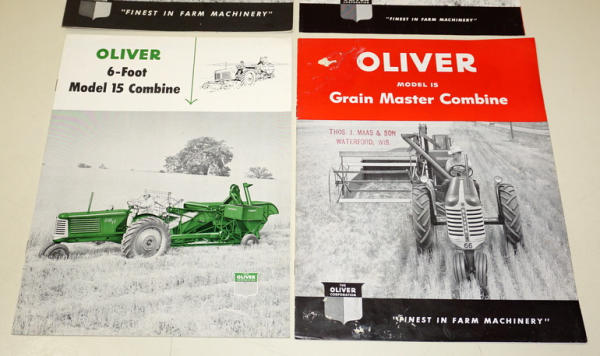 "FINEST IN FARM MACHINERY"
CORPORATION
"FINEST IN FARM MACHINERY"
OLIVER
6-Foot
Model 15 Combine
OLIVER
OLIVER
MODEL 15
Grain Master Combine
THOS. J. MAAS & SON
WATERFORD, WIS.
66
THE
OLIVER
CORPORATION
"FINEST IN FARM MACHINERY"